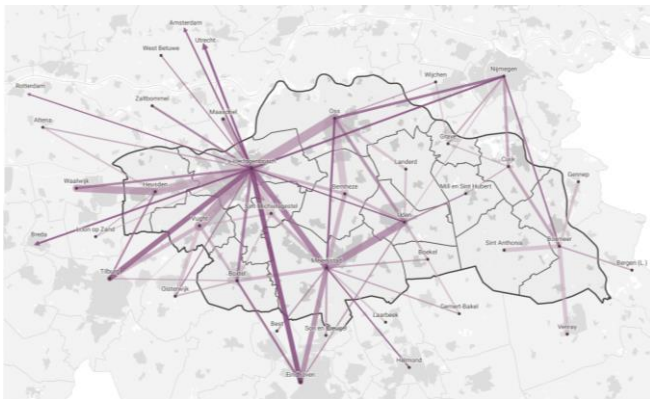 Amsterdam
Utrecht
West Betuwe
Nijmegen
Wijchen
Rotterdam
Zaltbommel
Maasdriel
Altena
Oss
Grave
's-Hertogenbosch
Cuijk
Landerd
Gennep
Waalwijk
Heusden
Bernheze
Mill en Sint Hubert
Sint-Michielsgestel
Uden
Vught
Loon op Zand
Breda
Sint Anthonis
Boxmeer
Boekel
Meierijstad
Bergen (L.)
Tilburg
Boxtel
Oisterwijk
Gemert-Bakel
Laarbeek
Best
Son en Breugel
Venray
Helmond
Eindhoven